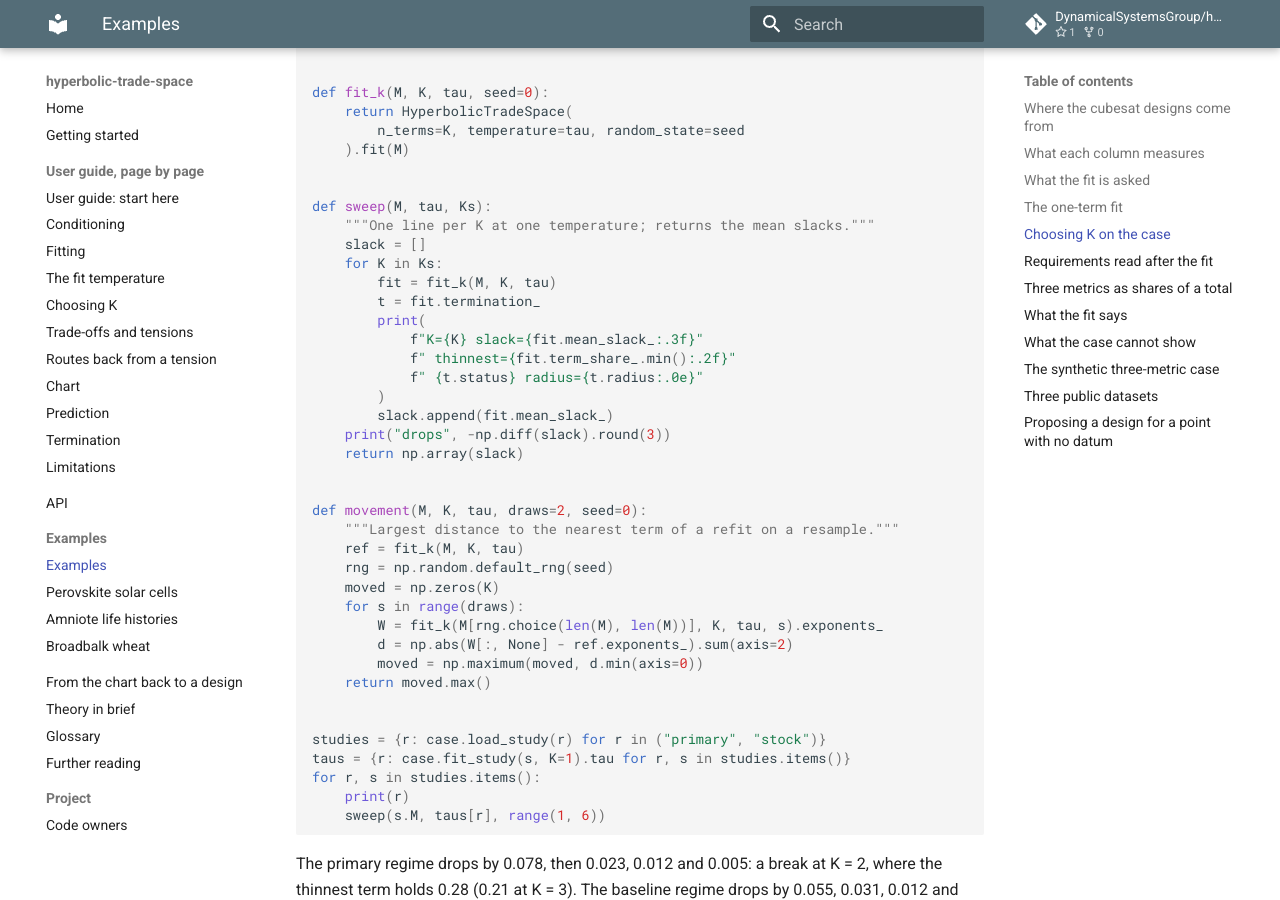 Examples
Search
DynamicalSystemsGroup/h…
1 0
hyperbolic-trade-space
Home
Getting started
User guide, page by page
User guide: start here
Conditioning
Fitting
The fit temperature
Choosing K
Trade-offs and tensions
Routes back from a tension
Chart
Prediction
Termination
Limitations
API
Examples
Examples
Perovskite solar cells
Amniote life histories
Broadbalk wheat
From the chart back to a design
Theory in brief
Glossary
Further reading
Project
Code owners
def fit_k(M, K, tau, seed=0):
    return HyperbolicTradeSpace(
        n_terms=K, temperature=tau, random_state=seed
    ).fit(M)
def sweep(M, tau, Ks):
    """One line per K at one temperature; returns the mean slacks."""
    slack = []
    for K in Ks:
        fit = fit_k(M, K, tau)
        t = fit.termination_
        print(
            f"K={K} slack={fit.mean_slack_:.3f}"
            f" thinnest={fit.term_share_.min():.2f}"
            f" {t.status} radius={t.radius:.0e}"
        )
        slack.append(fit.mean_slack_)
    print("drops", -np.diff(slack).round(3))
    return np.array(slack)
def movement(M, K, tau, draws=2, seed=0):
    """Largest distance to the nearest term of a refit on a resample."""
    ref = fit_k(M, K, tau)
    rng = np.random.default_rng(seed)
    moved = np.zeros(K)
    for s in range(draws):
        W = fit_k(M[rng.choice(len(M), len(M))], K, tau, s).exponents_
        d = np.abs(W[:, None] - ref.exponents_).sum(axis=2)
        moved = np.maximum(moved, d.min(axis=0))
    return moved.max()
studies = {r: case.load_study(r) for r in ("primary", "stock")}
taus = {r: case.fit_study(s, K=1).tau for r, s in studies.items()}
for r, s in studies.items():
    print(r)
    sweep(s.M, taus[r], range(1, 6))
The primary regime drops by 0.078, then 0.023, 0.012 and 0.005: a break at K = 2, where the
thinnest term holds 0.28 (0.21 at K = 3). The baseline regime drops by 0.055, 0.031, 0.012 and
Table of contents
Where the cubesat designs come
from
What each column measures
What the fit is asked
The one-term fit
Choosing K on the case
Requirements read after the fit
Three metrics as shares of a total
What the fit says
What the case cannot show
The synthetic three-metric case
Three public datasets
Proposing a design for a point
with no datum